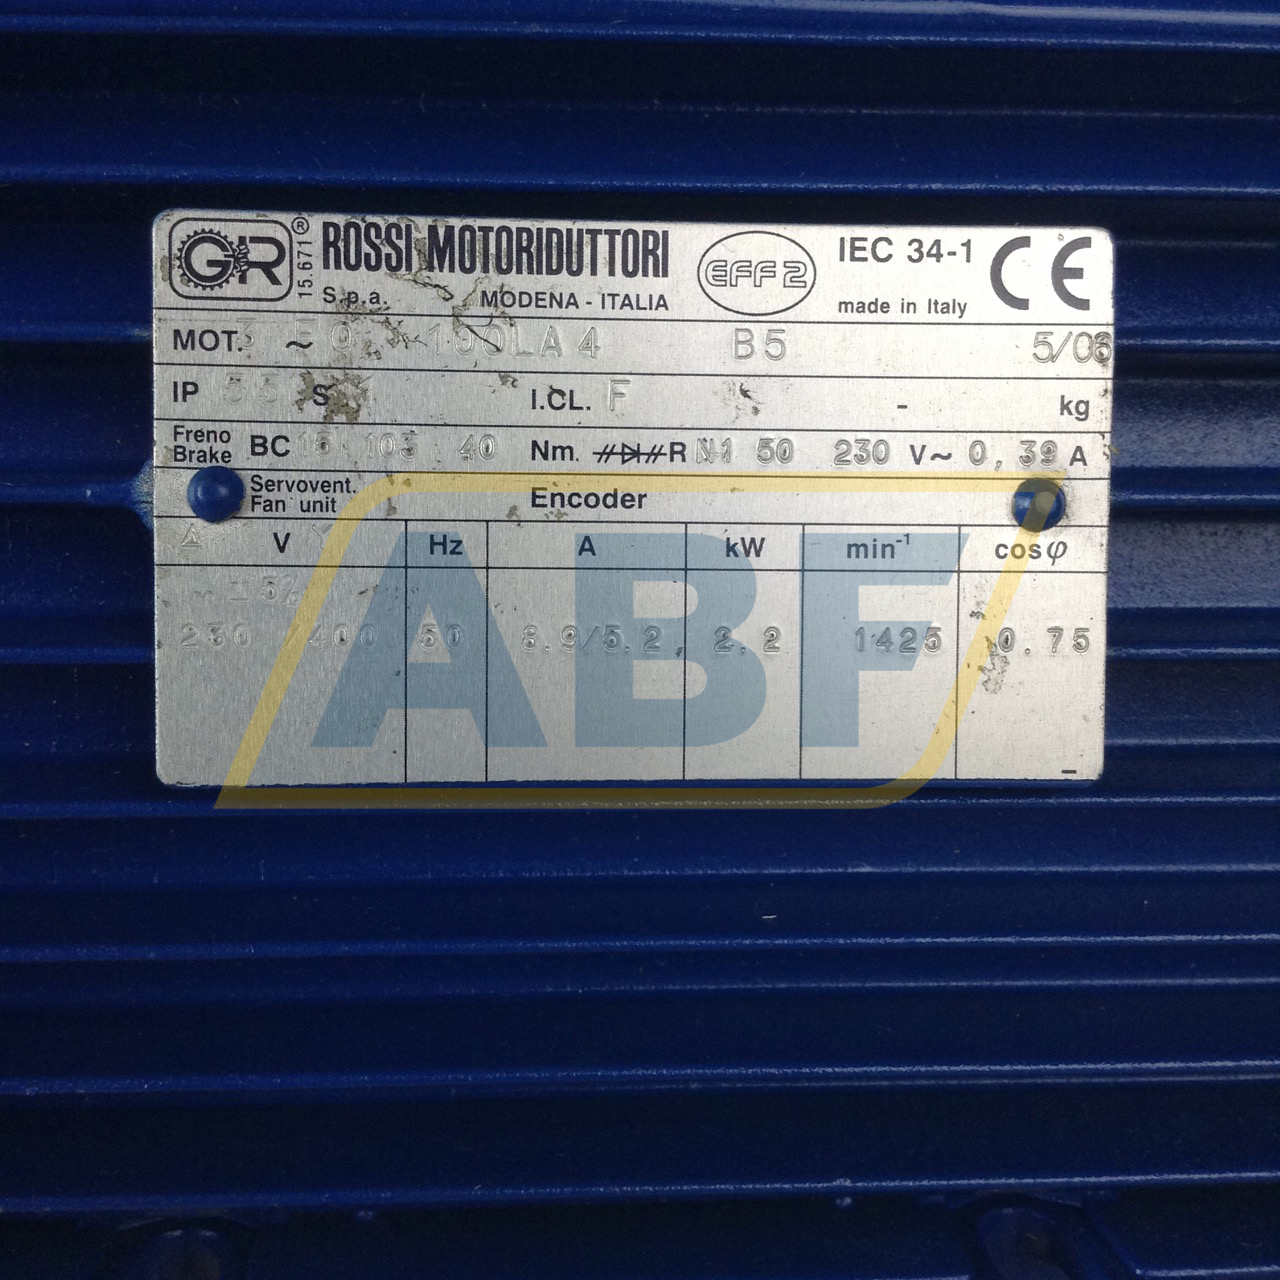 GR ® 15.671 ROSSI MOTORIDUTTORI EFF2 IEC 34-1 CE
S.p.a. MODENA - ITALIA made in Italy
MOT. 3 ~ 100LA4 B5 5/06
IP 55 S I.CL. F - kg
Freno Brake BC 15 103 40 Nm. R N1 50 230 V~ 0,39 A
Servovent. Fan unit Encoder
△ V Y Hz A kW min-1 cosφ
±5%
230 400 50 8.9/5.2, 2.2 1425 0.75
ABF